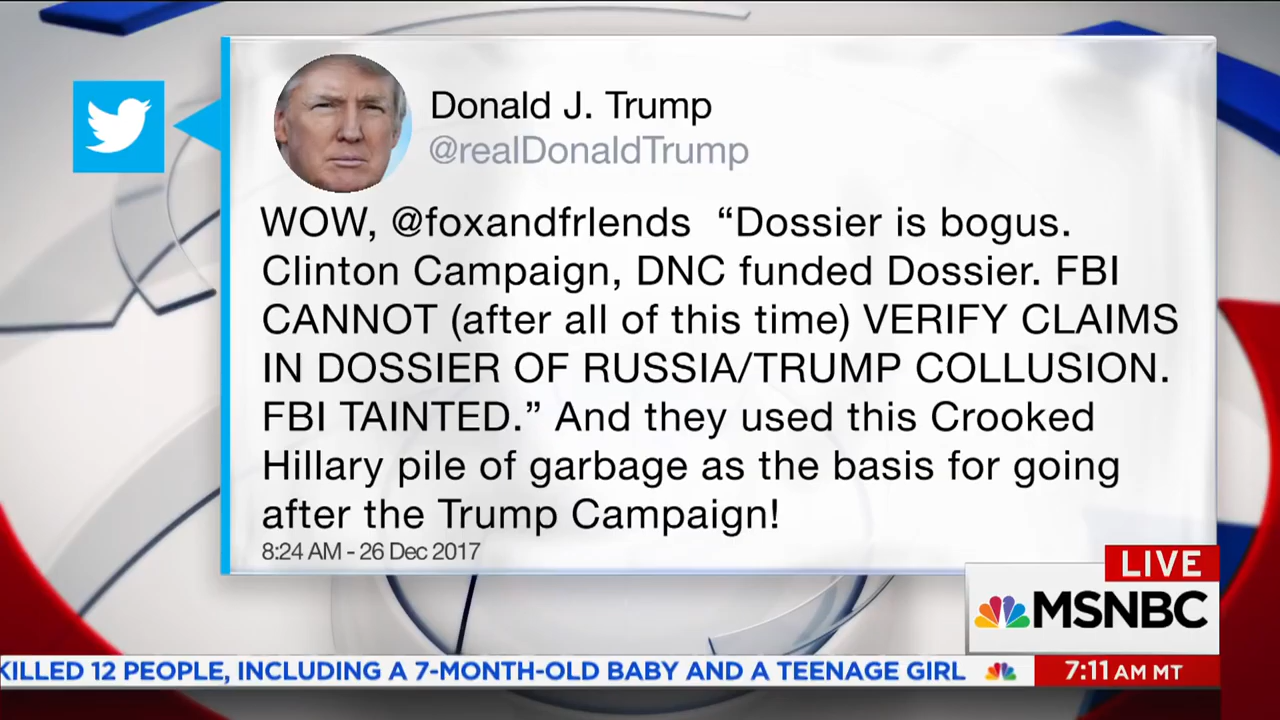 Donald J. Trump
@realDonaldTrump
WOW, @foxandfrIends “Dossier is bogus.
Clinton Campaign, DNC funded Dossier. FBI
CANNOT (after all of this time) VERIFY CLAIMS
IN DOSSIER OF RUSSIA/TRUMP COLLUSION.
FBI TAINTED.” And they used this Crooked
Hillary pile of garbage as the basis for going
after the Trump Campaign!
8:24 AM - 26 Dec 2017
LIVE
MSNBC
KILLED 12 PEOPLE, INCLUDING A 7-MONTH-OLD BABY AND A TEENAGE GIRL
7:11 AM MT